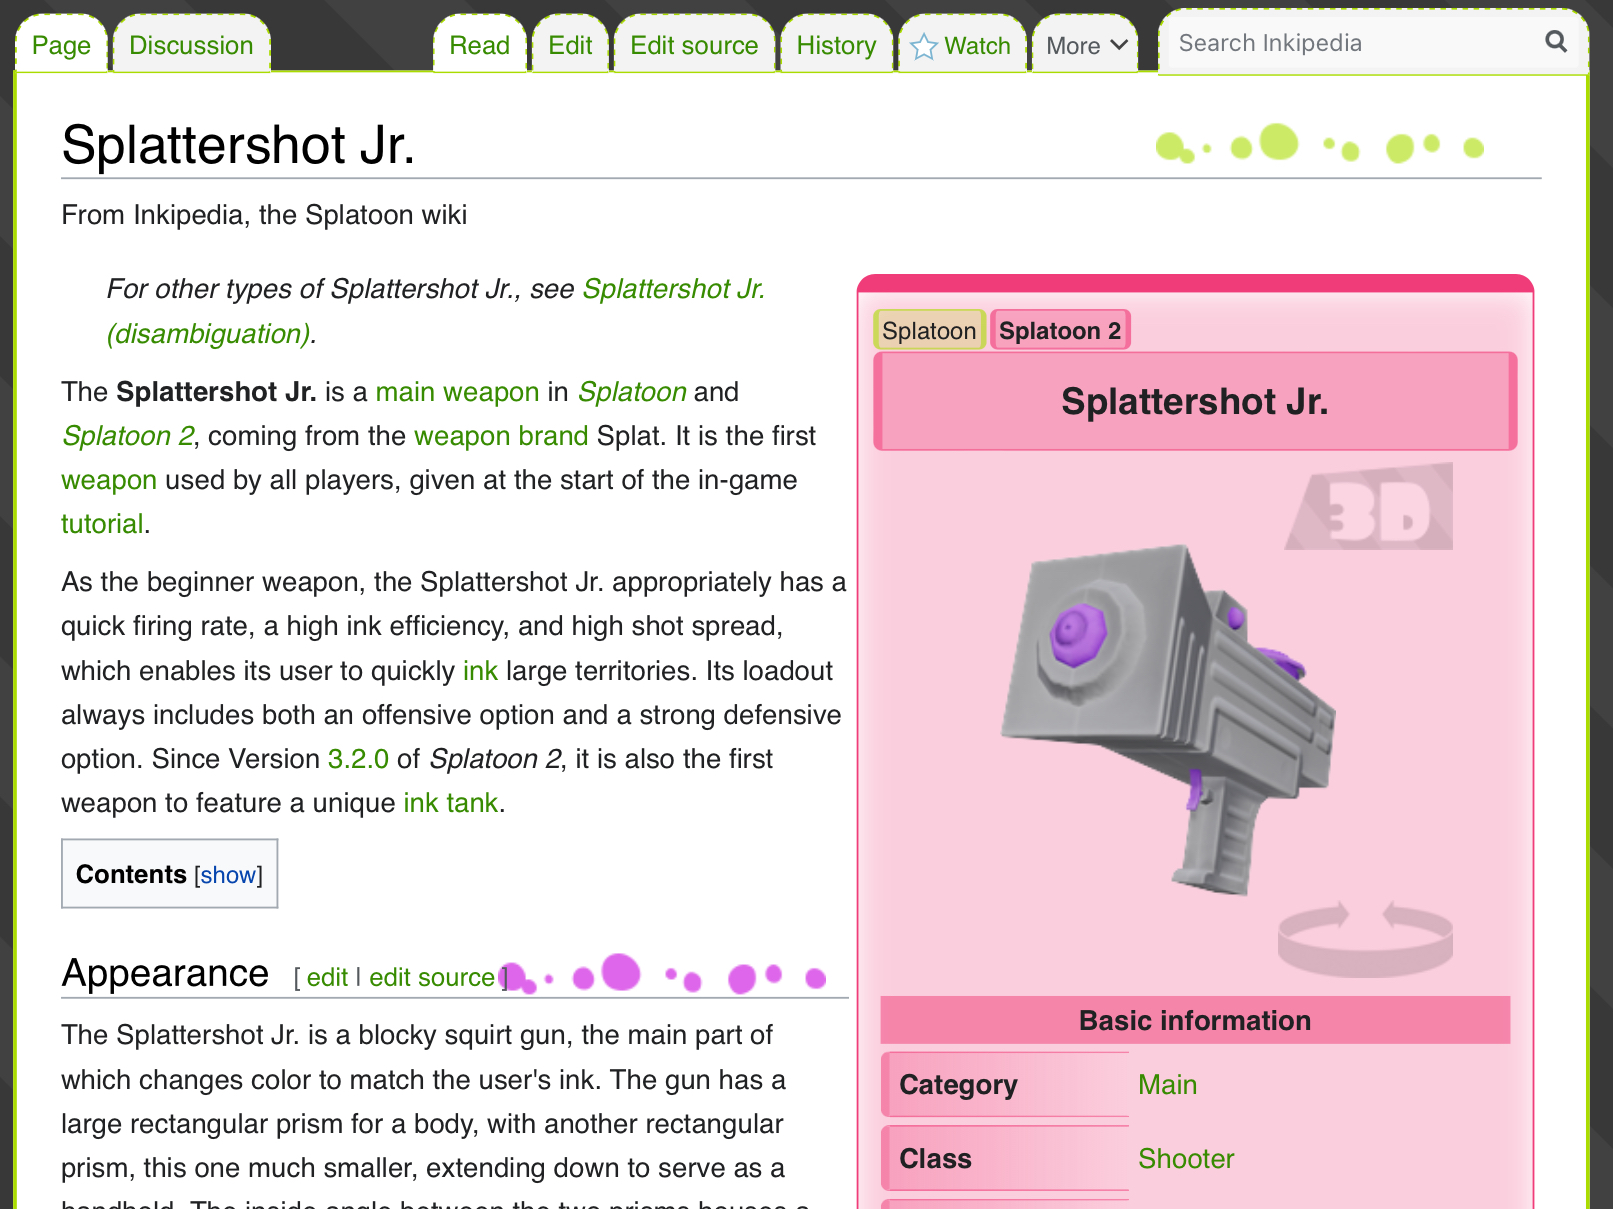 Page Discussion Read Edit Edit source History Watch More Search Inkipedia
Splattershot Jr.
From Inkipedia, the Splatoon wiki
For other types of Splattershot Jr., see Splattershot Jr.
(disambiguation).
The Splattershot Jr. is a main weapon in Splatoon and
Splatoon 2, coming from the weapon brand Splat. It is the first
weapon used by all players, given at the start of the in-game
tutorial.
As the beginner weapon, the Splattershot Jr. appropriately has a
quick firing rate, a high ink efficiency, and high shot spread,
which enables its user to quickly ink large territories. Its loadout
always includes both an offensive option and a strong defensive
option. Since Version 3.2.0 of Splatoon 2, it is also the first
weapon to feature a unique ink tank.
Contents [show]
Appearance [ edit | edit source ]
The Splattershot Jr. is a blocky squirt gun, the main part of
which changes color to match the user's ink. The gun has a
large rectangular prism for a body, with another rectangular
prism, this one much smaller, extending down to serve as a
handheld. The inside angle between the two prisms houses a
Splatoon Splatoon 2
Splattershot Jr.
3D
Basic information
Category Main
Class Shooter